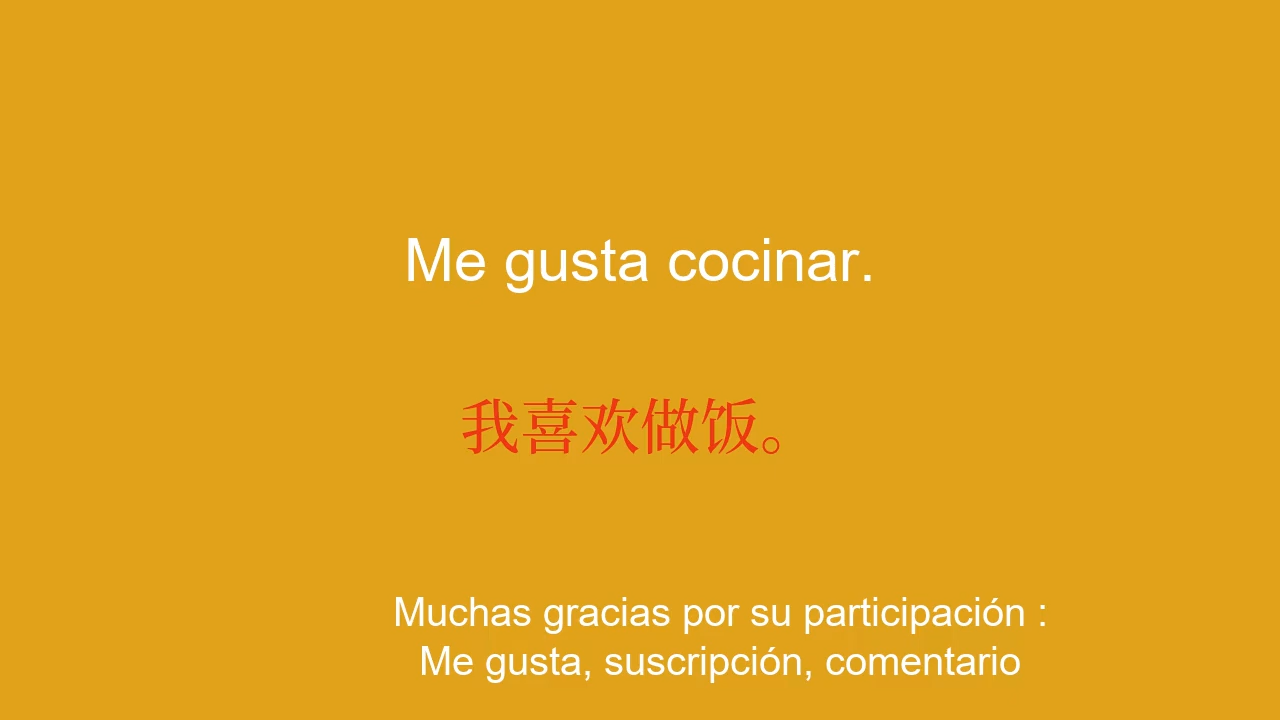 Me gusta cocinar.
我喜欢做饭。
Muchas gracias por su participación :
Me gusta, suscripción, comentario